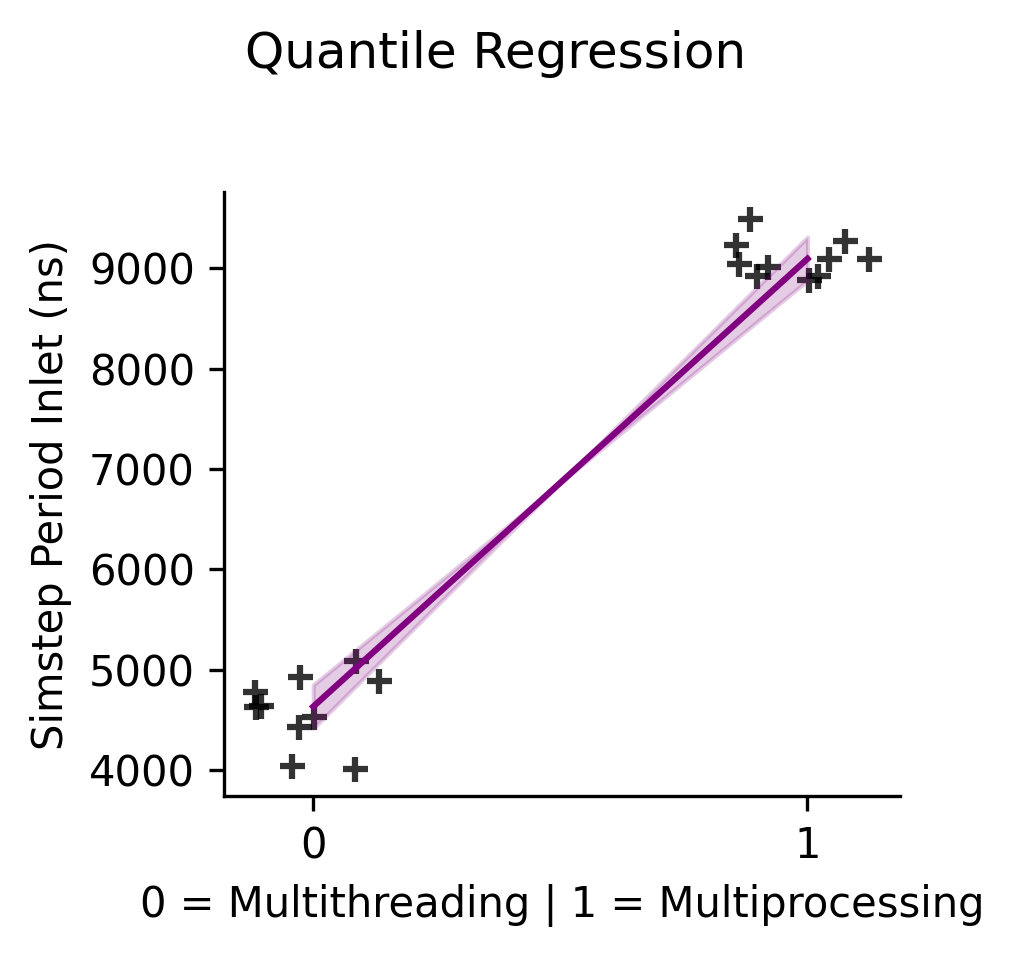 Quantile Regression
Simstep Period Inlet (ns)
9000
8000
7000
6000
5000
4000
0
1
0 = Multithreading | 1 = Multiprocessing